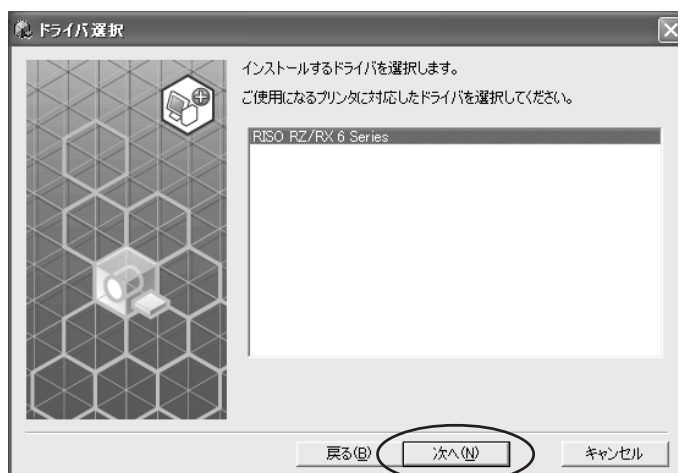 ドライバ選択
インストールするドライバを選択します。
ご使用になるプリンタに対応したドライバを選択してください。
RISO RZ/RX 6 Series
戻る(B)
次へ(N)
キャンセル